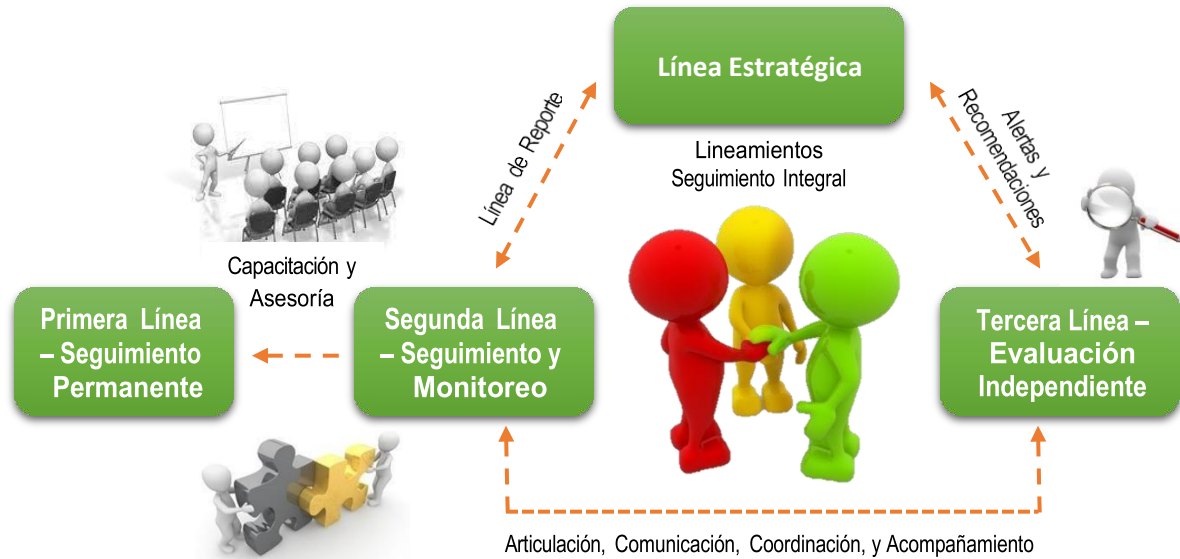 Línea Estratégica
Línea de Reporte
Alertas y
Recomendaciones
Lineamientos
Seguimiento Integral
Capacitación y
Asesoría
Primera Línea
– Seguimiento
Permanente
Segunda Línea
– Seguimiento y
Monitoreo
Tercera Línea –
Evaluación
Independiente
Articulación, Comunicación, Coordinación, y Acompañamiento